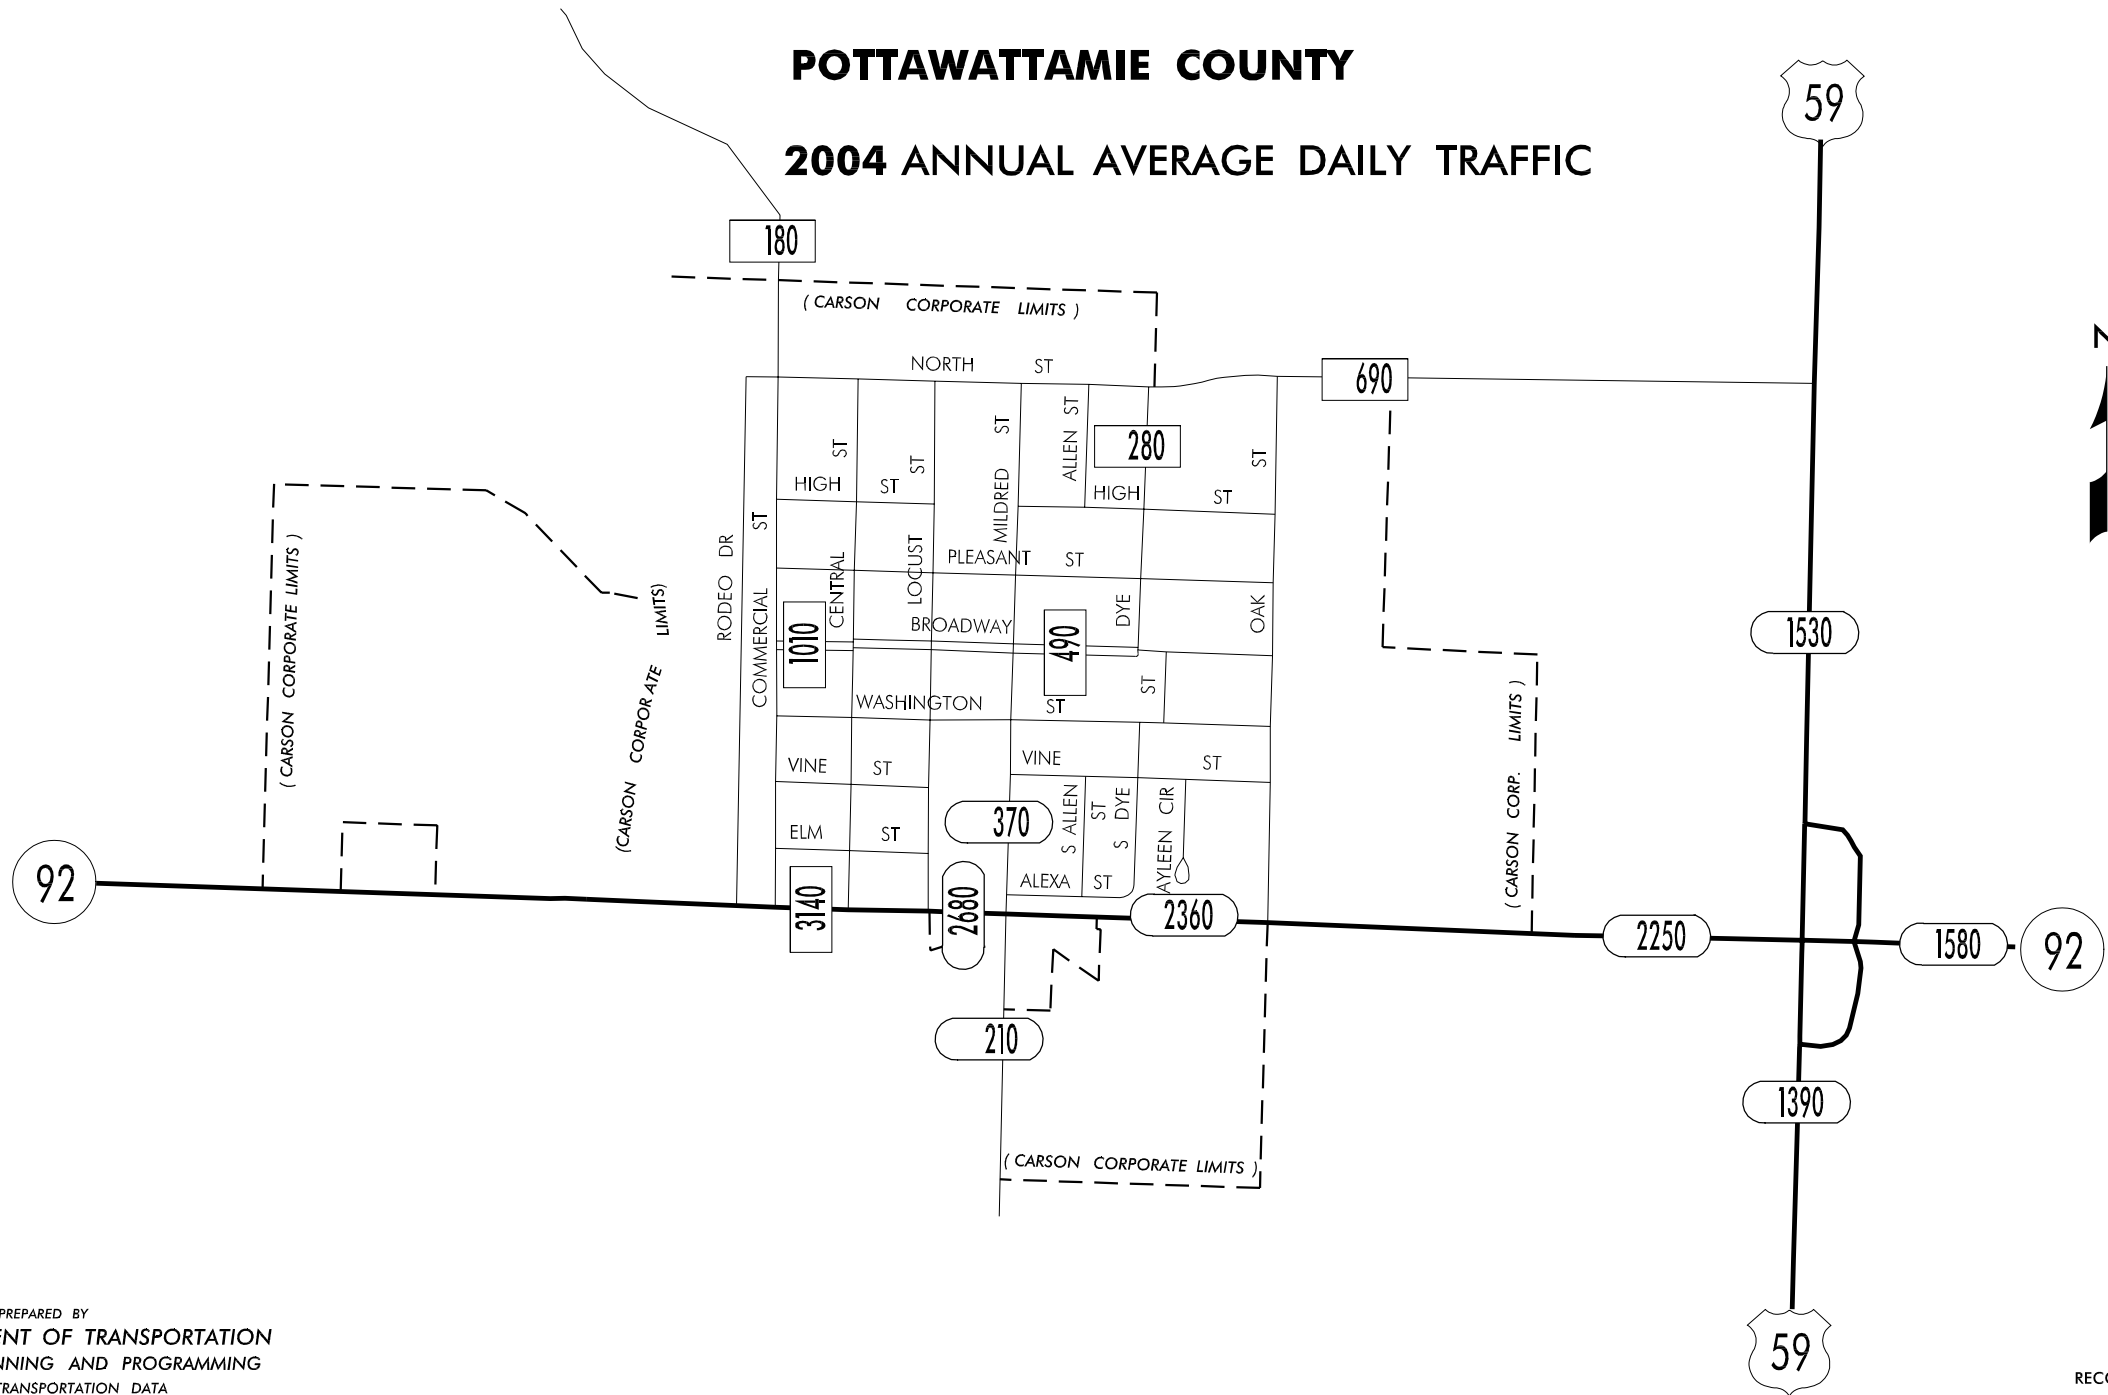 POTTAWATTAMIE COUNTY
2004 ANNUAL AVERAGE DAILY TRAFFIC
59
180
( CARSON CORPORATE LIMITS )
NORTH ST
690
280
ALLEN ST
MILDRED ST
HIGH ST
HIGH ST
CENTRAL ST
LOCUST ST
OAK ST
DYE ST
RODEO DR
COMMERCIAL ST
PLEASANT ST
BROADWAY
1010
490
1530
( CARSON CORPORATE LIMITS )
(CARSON CORPORATE LIMITS)
WASHINGTON ST
( CARSON CORP. LIMITS )
VINE ST
VINE ST
370
ELM ST
S ALLEN ST
S DYE
AYLEEN CIR
ALEXA ST
92
3140
2680
2360
2250
1580
92
210
1390
( CARSON CORPORATE LIMITS )
59
PREPARED BY
OF TRANSPORTATION
AND PROGRAMMING
TRANSPORTATION DATA